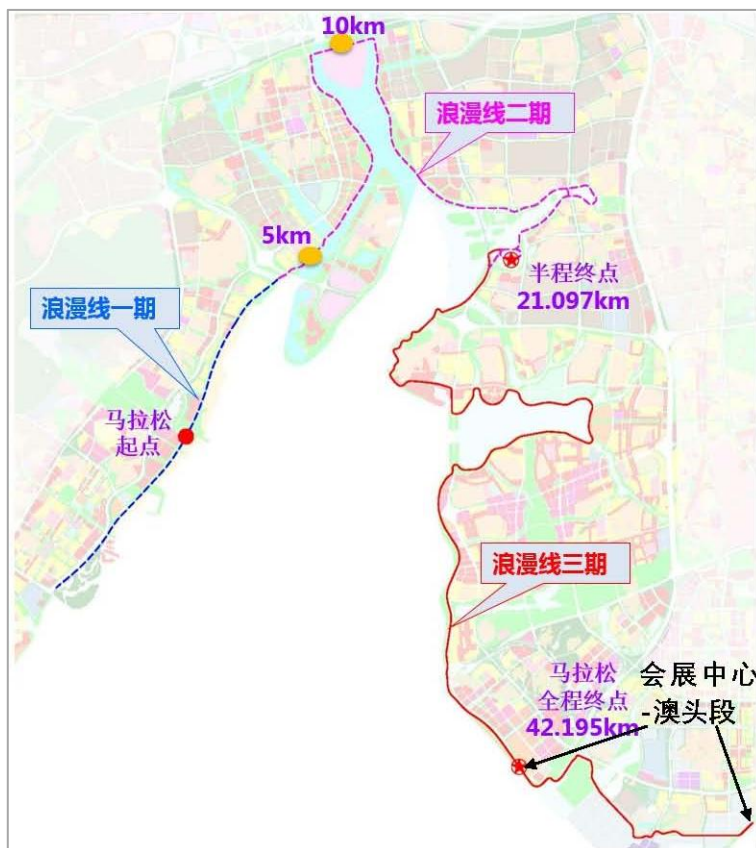 10km
浪漫线二期
5km
半程终点
21.097km
浪漫线一期
马拉松
起点
浪漫线三期
马拉松
全程终点
42.195km
会展中心
-澳头段